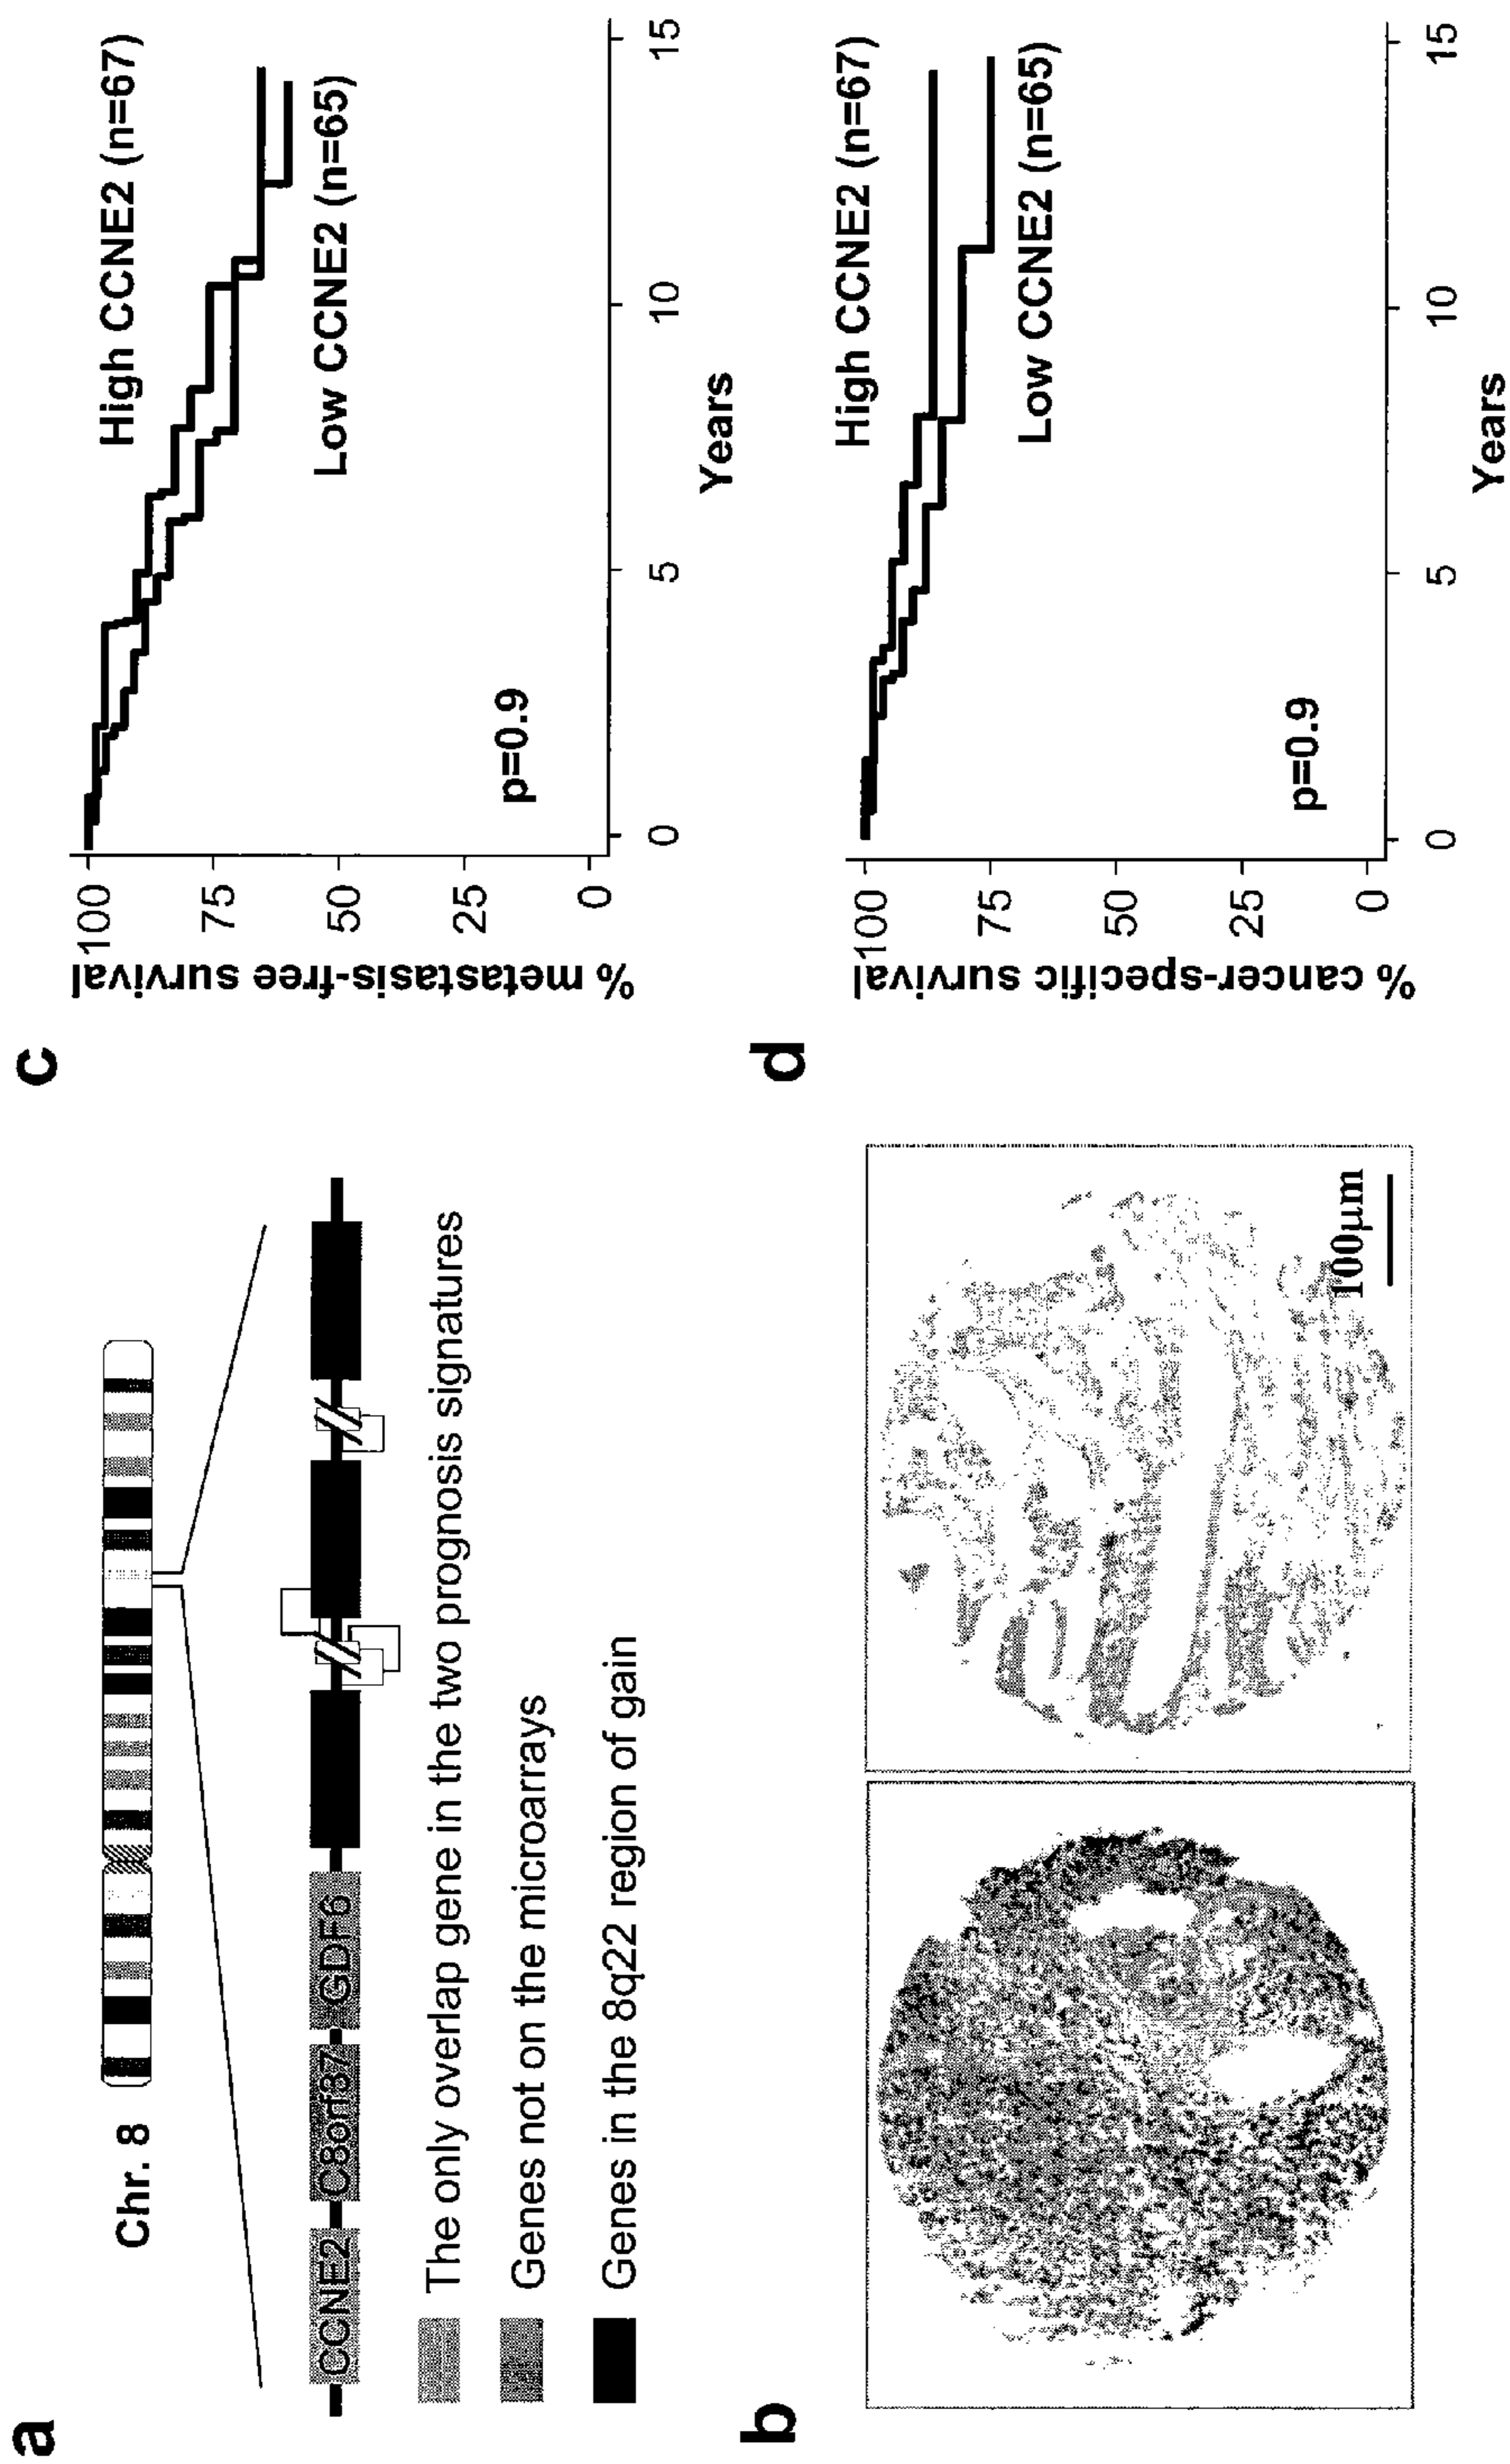 a
Chr. 8
CCNE2 C8orf37 GDF6
The only overlap gene in the two prognosis signatures
Genes not on the microarrays
Genes in the 8q22 region of gain
b
100µm
c
% metastasis-free survival
100
75
50
25
0
High CCNE2 (n=67)
Low CCNE2 (n=65)
p=0.9
0 5 10 15
Years
d
% cancer-specific survival
100
75
50
25
0
High CCNE2 (n=67)
Low CCNE2 (n=65)
p=0.9
0 5 10 15
Years